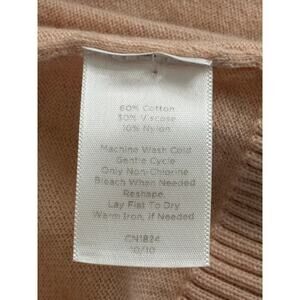 60% Cotton
30% Viscose
10% Nylon
Machine Wash Cold
Gentle Cycle
Only Non-Chlorine
Bleach When Needed
Reshape,
Lay Flat To Dry
Warm Iron, if Needed
CN1824
10/10